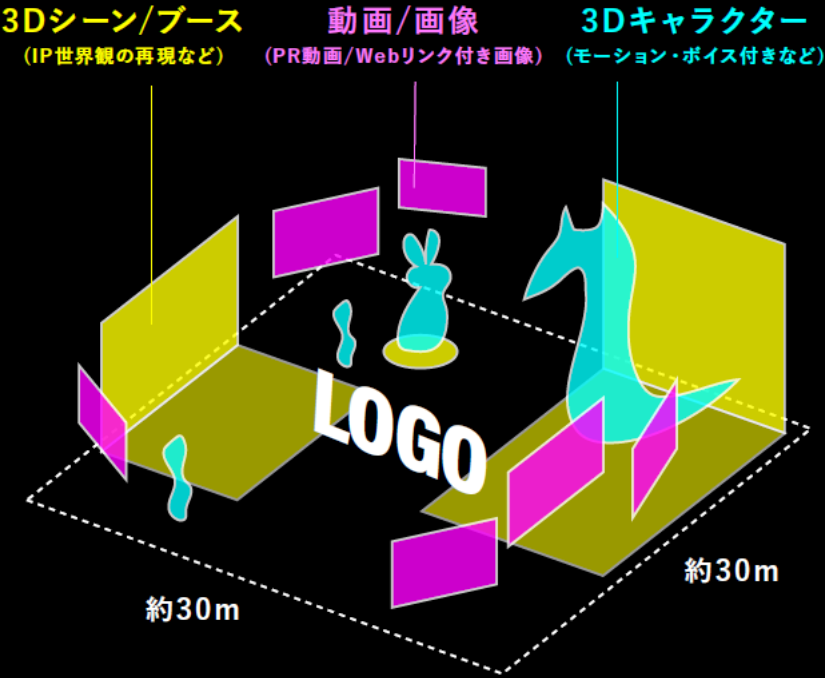 3Dシーン/ブース
(IP世界観の再現など)
動画/画像
(PR動画/Webリンク付き画像)
3Dキャラクター
(モーション・ボイス付きなど)
LOGO
約30m
約30m